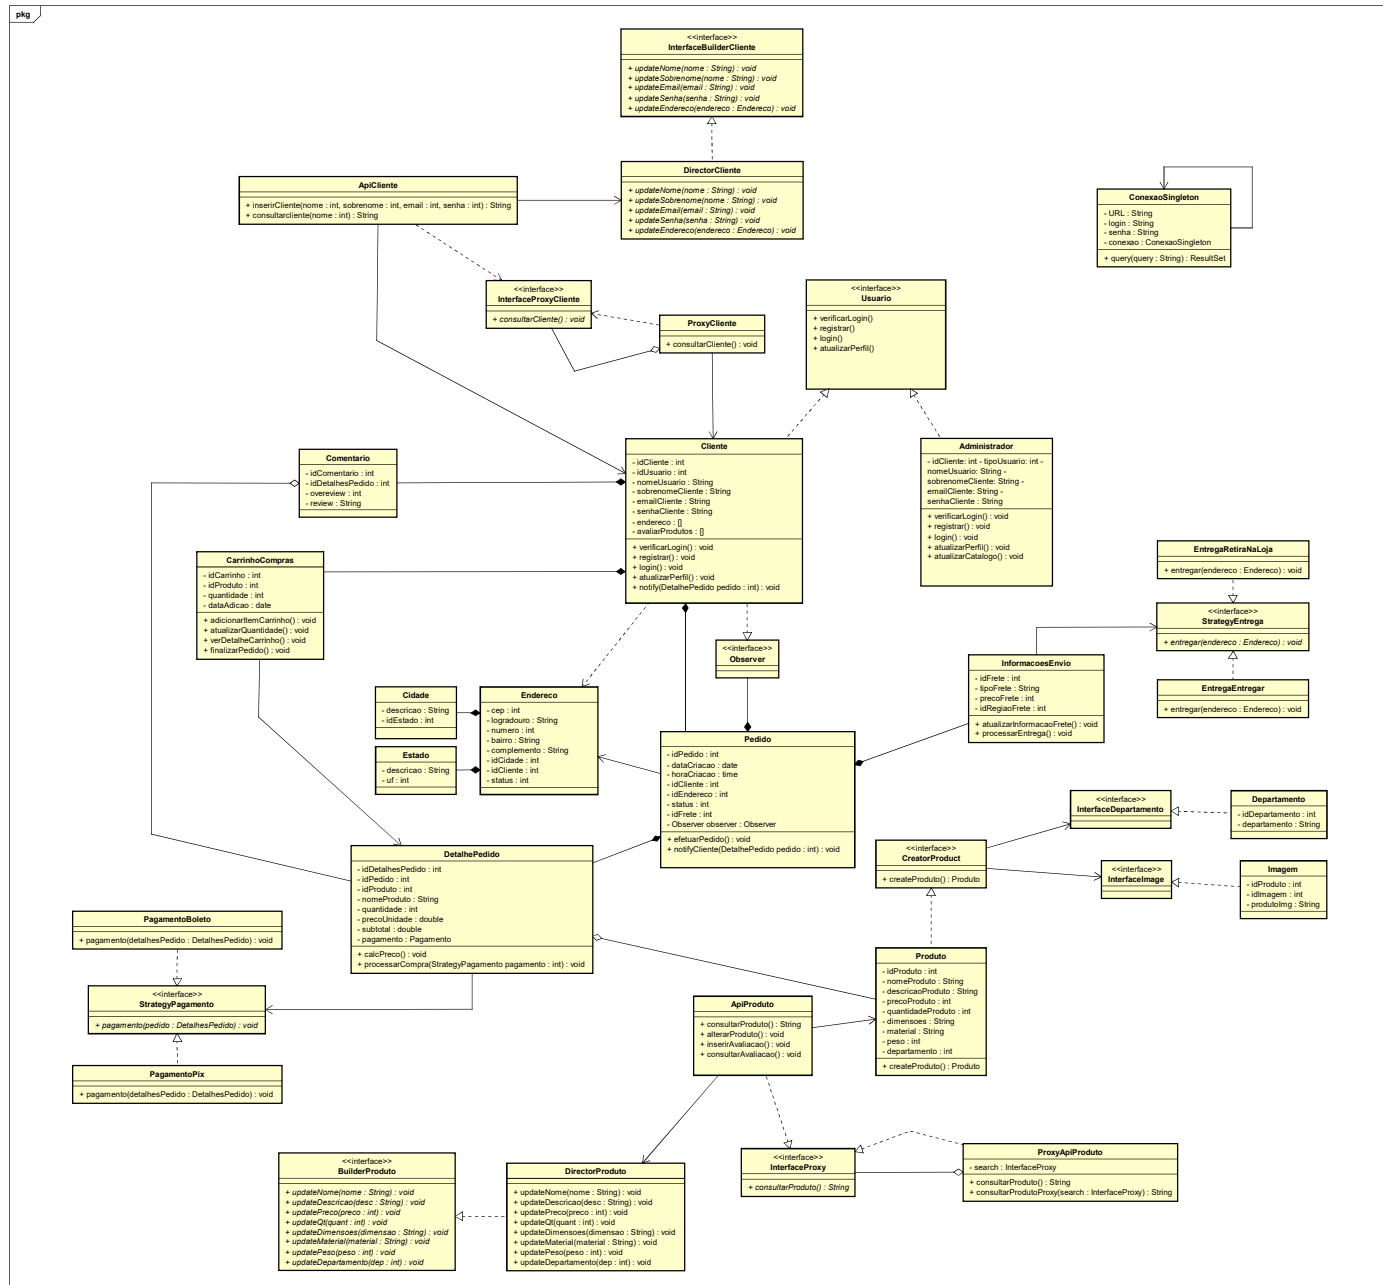 pkg
<<interface>>
InterfaceBuilderCliente
+ updateNome(nome : String) : void
+ updateSobrenome(nome : String) : void
+ updateEmail(email : String) : void
+ updateSenha(senha : String) : void
+ updateEndereco(endereco : Endereco) : void
DirectorCliente
+ updateNome(nome : String) : void
+ updateSobrenome(nome : String) : void
+ updateEmail(email : String) : void
+ updateSenha(senha : String) : void
+ updateEndereco(endereco : Endereco) : void
ApiCliente
+ inserirCliente(nome : int, sobrenome : int, email : int, senha : int) : String
+ consultarcliente(nome : int) : String
ConexaoSingleton
- URL : String
- login : String
- senha : String
- conexao : ConexaoSingleton
+ query(query : String) : ResultSet
<<interface>>
InterfaceProxyCliente
+ consultarCliente() : void
ProxyCliente
+ consultarCliente() : void
<<interface>>
Usuario
+ verificarLogin()
+ registrar()
+ login()
+ atualizarPerfil()
Cliente
- idCliente : int
- idUsuario : int
- nomeUsuario : String
- sobrenomeCliente : String
- emailCliente : String
- senhaCliente : String
- endereco : []
- avaliarProdutos : []
+ verificarLogin() : void
+ registrar() : void
+ login() : void
+ atualizarPerfil() : void
+ notify(DetalhePedido pedido : int) : void
Administrador
- idCliente: int - tipoUsuario: int -
nomeUsuario: String -
sobrenomeCliente: String -
emailCliente: String -
senhaCliente : String
+ verificarLogin() : void
+ registrar() : void
+ login() : void
+ atualizarPerfil() : void
+ atualizarCatalogo() : void
Comentario
- idComentario : int
- idDetalhesPedido : int
- overeview : int
- review : String
CarrinhoCompras
- idCarrinho : int
- idProduto : int
- quantidade : int
- dataAdicao : date
+ adicionarItemCarrinho() : void
+ atualizarQuantidade() : void
+ verDetalheCarrinho() : void
+ finalizarPedido() : void
EntregaRetiraNaLoja
+ entregar(endereco : Endereco) : void
<<interface>>
StrategyEntrega
+ entregar(endereco : Endereco) : void
EntregaEntregar
+ entregar(endereco : Endereco) : void
<<interface>>
Observer
InformacoesEnvio
- idFrete : int
- tipoFrete : String
- precoFrete : int
- idRegiaoFrete : int
+ atualizarInformacaoFrete() : void
+ processarEntrega() : void
Cidade
- descricao : String
- idEstado : int
Estado
- descricao : String
- uf : int
Endereco
- cep : int
- logradouro : String
- numero : int
- bairro : String
- complemento : String
- idCidade : int
- idCliente : int
- status : int
Pedido
- idPedido : int
- dataCriacao : date
- horaCriacao : time
- idCliente : int
- idEndereco : int
- status : int
- idFrete : int
- Observer observer : Observer
+ efetuarPedido() : void
+ notifyCliente(DetalhePedido pedido : int) : void
<<interface>>
InterfaceDepartamento
Departamento
- idDepartamento : int
- departamento : String
<<interface>>
CreatorProduct
+ createProduto() : Produto
<<interface>>
InterfaceImage
Imagem
- idProduto : int
- idImagem : int
- produtoImg : String
DetalhePedido
- idDetalhesPedido : int
- idPedido : int
- idProduto : int
- nomeProduto : String
- quantidade : int
- precoUnidade : double
- subtotal : double
- pagamento : Pagamento
+ calcPreco() : void
+ processarCompra(StrategyPagamento pagamento : int) : void
PagamentoBoleto
+ pagamento(detalhesPedido : DetalhesPedido) : void
<<interface>>
StrategyPagamento
+ pagamento(pedido : DetalhesPedido) : void
PagamentoPix
+ pagamento(detalhesPedido : DetalhesPedido) : void
Produto
- idProduto : int
- nomeProduto : String
- descricaoProduto : String
- precoProduto : int
- quantidadeProduto : int
- dimensoes : String
- material : String
- peso : int
- departamento : int
+ createProduto() : Produto
ApiProduto
+ consultarProduto() : String
+ alterarProduto() : void
+ inserirAvaliacao() : void
+ consultarAvaliacao() : void
<<interface>>
InterfaceProxy
+ consultarProduto() : String
ProxyApiProduto
- search : InterfaceProxy
+ consultarProduto() : String
+ consultarProdutoProxy(search : InterfaceProxy) : String
<<interface>>
BuilderProduto
+ updateNome(nome : String) : void
+ updateDescricao(desc : String) : void
+ updatePreco(preco : int) : void
+ updateQt(quant : int) : void
+ updateDimensoes(dimensao : String) : void
+ updateMaterial(material : String) : void
+ updatePeso(peso : int) : void
+ updateDepartamento(dep : int) : void
DirectorProduto
+ updateNome(nome : String) : void
+ updateDescricao(desc : String) : void
+ updatePreco(preco : int) : void
+ updateQt(quant : int) : void
+ updateDimensoes(dimensao : String) : void
+ updateMaterial(material : String) : void
+ updatePeso(peso : int) : void
+ updateDepartamento(dep : int) : void